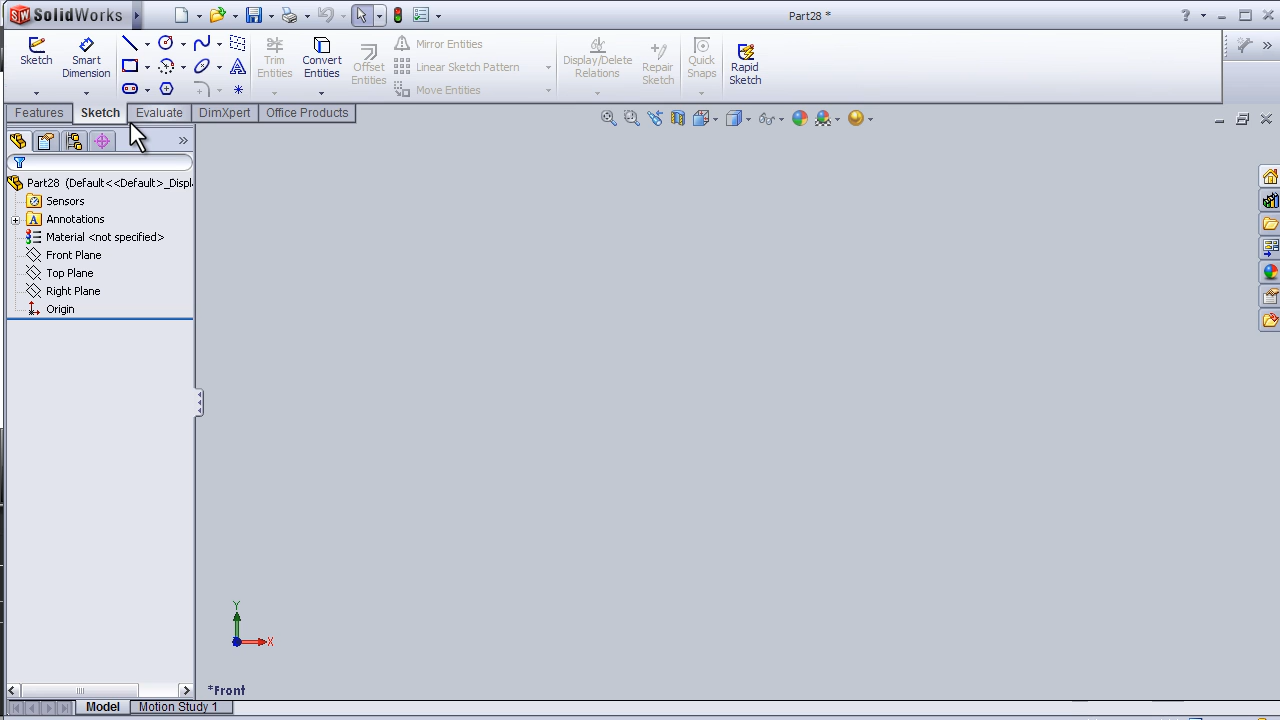 SolidWorks
Part28 *
Sketch
Smart Dimension
Trim Entities
Convert Entities
Offset Entities
Mirror Entities
Linear Sketch Pattern
Move Entities
Display/Delete Relations
Repair Sketch
Quick Snaps
Rapid Sketch
Features
Sketch
Evaluate
DimXpert
Office Products
Part28 (Default<<Default>_Displ
Sensors
Annotations
Material <not specified>
Front Plane
Top Plane
Right Plane
Origin
Y
X
*Front
Model
Motion Study 1